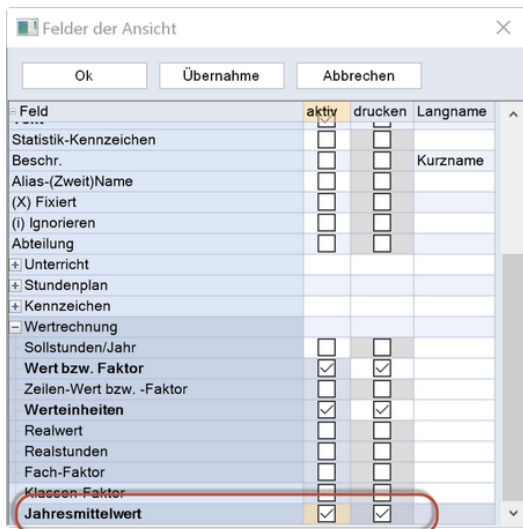 Felder der Ansicht
Ok Übernahme Abbrechen
Feld aktiv drucken Langname
Statistik-Kennzeichen
Beschr. Kurzname
Alias-(Zweit)Name
(X) Fixiert
(i) Ignorieren
Abteilung
Unterricht
Stundenplan
Kennzeichen
Wertrechnung
Sollstunden/Jahr
Wert bzw. Faktor
Zeilen-Wert bzw. -Faktor
Werteinheiten
Realwert
Realstunden
Fach-Faktor
Klassen-Faktor
Jahresmittelwert